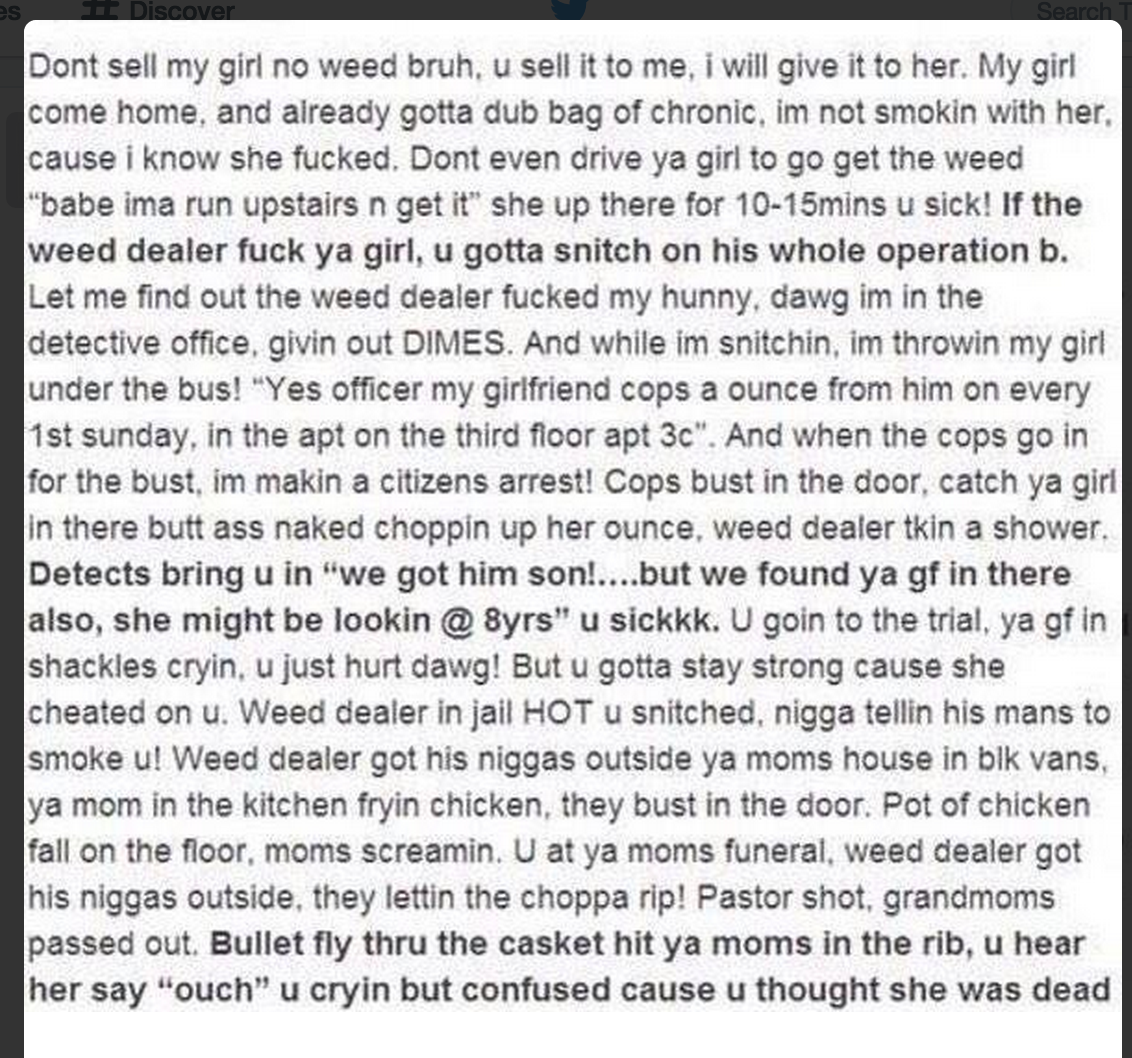 es # Discover Search T
Dont sell my girl no weed bruh, u sell it to me, i will give it to her. My girl
come home, and already gotta dub bag of chronic, im not smokin with her,
cause i know she fucked. Dont even drive ya girl to go get the weed
“babe ima run upstairs n get it” she up there for 10-15mins u sick! If the
weed dealer fuck ya girl, u gotta snitch on his whole operation b.
Let me find out the weed dealer fucked my hunny, dawg im in the
detective office, givin out DIMES. And while im snitchin, im throwin my girl
under the bus! “Yes officer my girlfriend cops a ounce from him on every
1st sunday, in the apt on the third floor apt 3c”. And when the cops go in
for the bust, im makin a citizens arrest! Cops bust in the door, catch ya girl
in there butt ass naked choppin up her ounce, weed dealer tkin a shower.
Detects bring u in “we got him son!....but we found ya gf in there
also, she might be lookin @ 8yrs” u sickkk. U goin to the trial, ya gf in
shackles cryin, u just hurt dawg! But u gotta stay strong cause she
cheated on u. Weed dealer in jail HOT u snitched, nigga tellin his mans to
smoke u! Weed dealer got his niggas outside ya moms house in blk vans,
ya mom in the kitchen fryin chicken, they bust in the door. Pot of chicken
fall on the floor, moms screamin. U at ya moms funeral, weed dealer got
his niggas outside, they lettin the choppa rip! Pastor shot, grandmoms
passed out. Bullet fly thru the casket hit ya moms in the rib, u hear
her say “ouch” u cryin but confused cause u thought she was dead